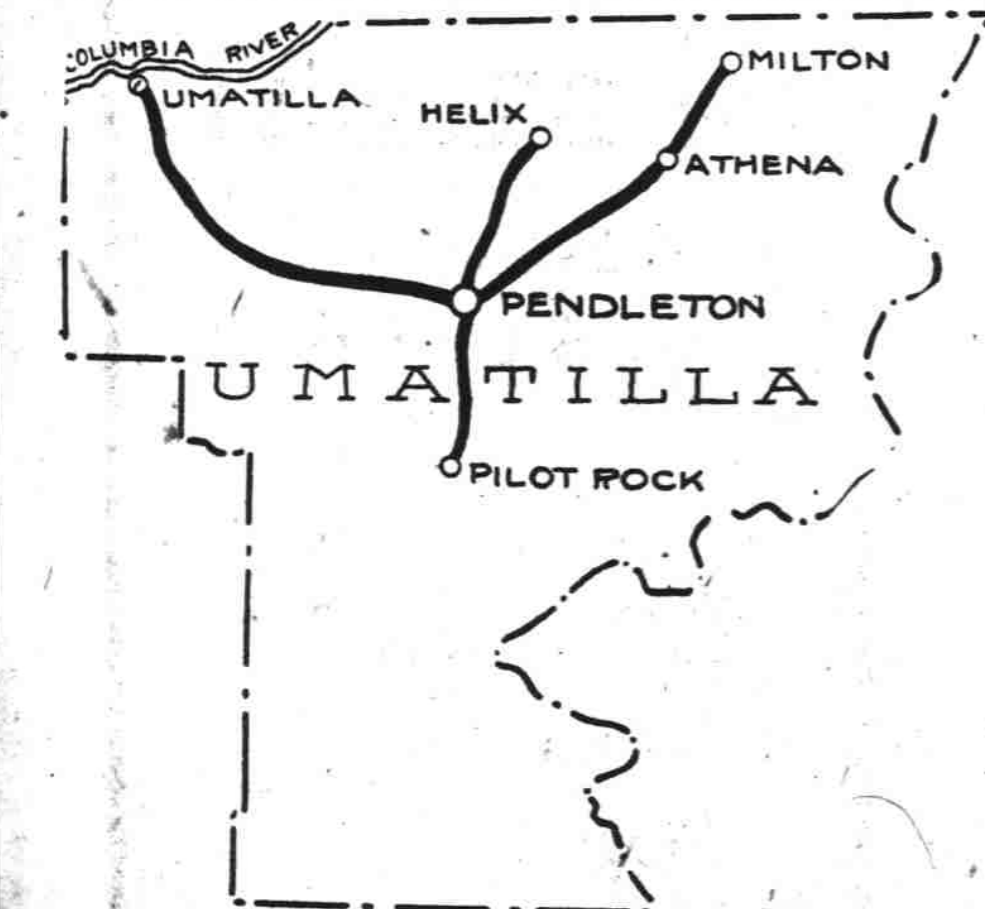 COLUMBIA RIVER
UMATILLA
HELIX
MILTON
ATHENA
PENDLETON
UMATILLA
PILOT ROCK